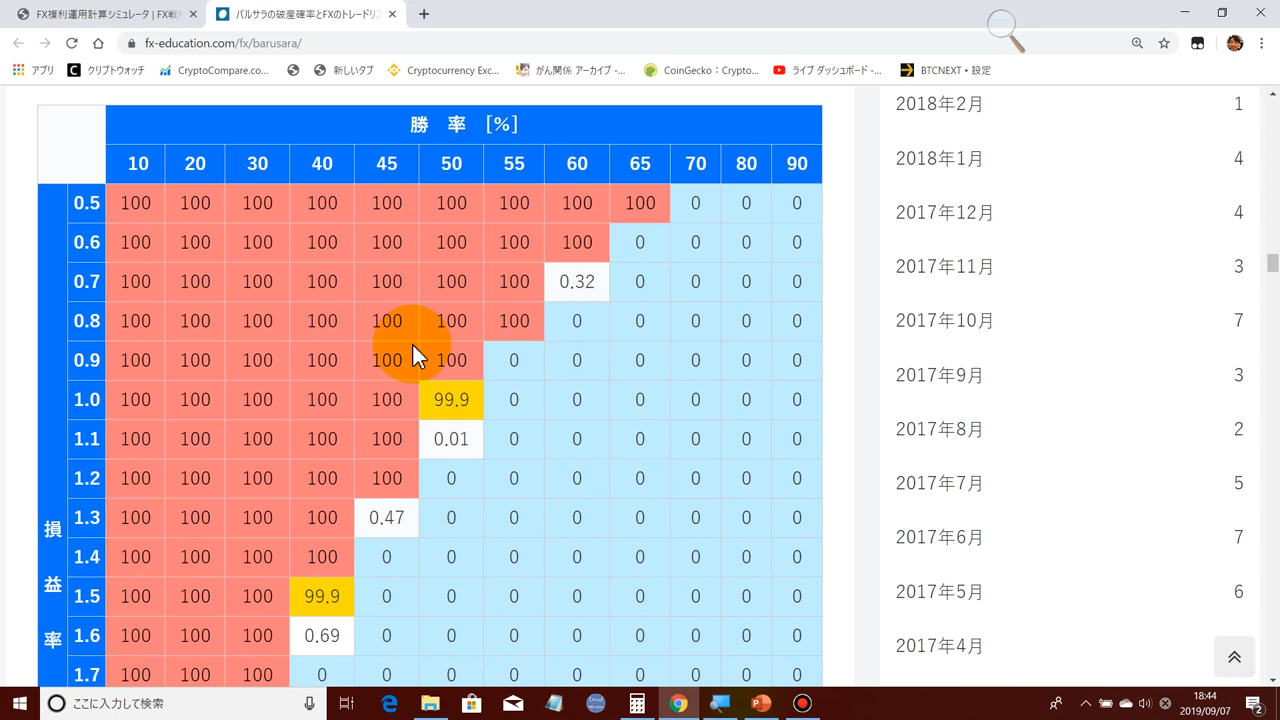 FX複利運用計算シミュレータ | FX戦
バルサラの破産確率とFXのトレードリス
fx-education.com/fx/barusara/
アプリ クリプトウォッチ CryptoCompare.co... 新しいタブ Cryptocurrency Exc... がん関係 アーカイブ -... CoinGecko：Crypto... ライブ ダッシュボード -... BTCNEXT・設定
勝 率 [%]
10 20 30 40 45 50 55 60 65 70 80 90
損益率
0.5 100 100 100 100 100 100 100 100 100 0 0 0
0.6 100 100 100 100 100 100 100 100 0 0 0 0
0.7 100 100 100 100 100 100 100 0.32 0 0 0 0
0.8 100 100 100 100 100 100 100 0 0 0 0 0
0.9 100 100 100 100 100 100 0 0 0 0 0 0
1.0 100 100 100 100 100 99.9 0 0 0 0 0 0
1.1 100 100 100 100 100 0.01 0 0 0 0 0 0
1.2 100 100 100 100 100 0 0 0 0 0 0 0
1.3 100 100 100 100 0.47 0 0 0 0 0 0 0
1.4 100 100 100 100 0 0 0 0 0 0 0 0
1.5 100 100 100 99.9 0 0 0 0 0 0 0 0
1.6 100 100 100 0.69 0 0 0 0 0 0 0 0
1.7 100 100 100 0 0 0 0 0 0 0 0 0
2018年2月 1
2018年1月 4
2017年12月 4
2017年11月 3
2017年10月 7
2017年9月 3
2017年8月 2
2017年7月 5
2017年6月 7
2017年5月 6
2017年4月
ここに入力して検索
18:44
2019/09/07
2